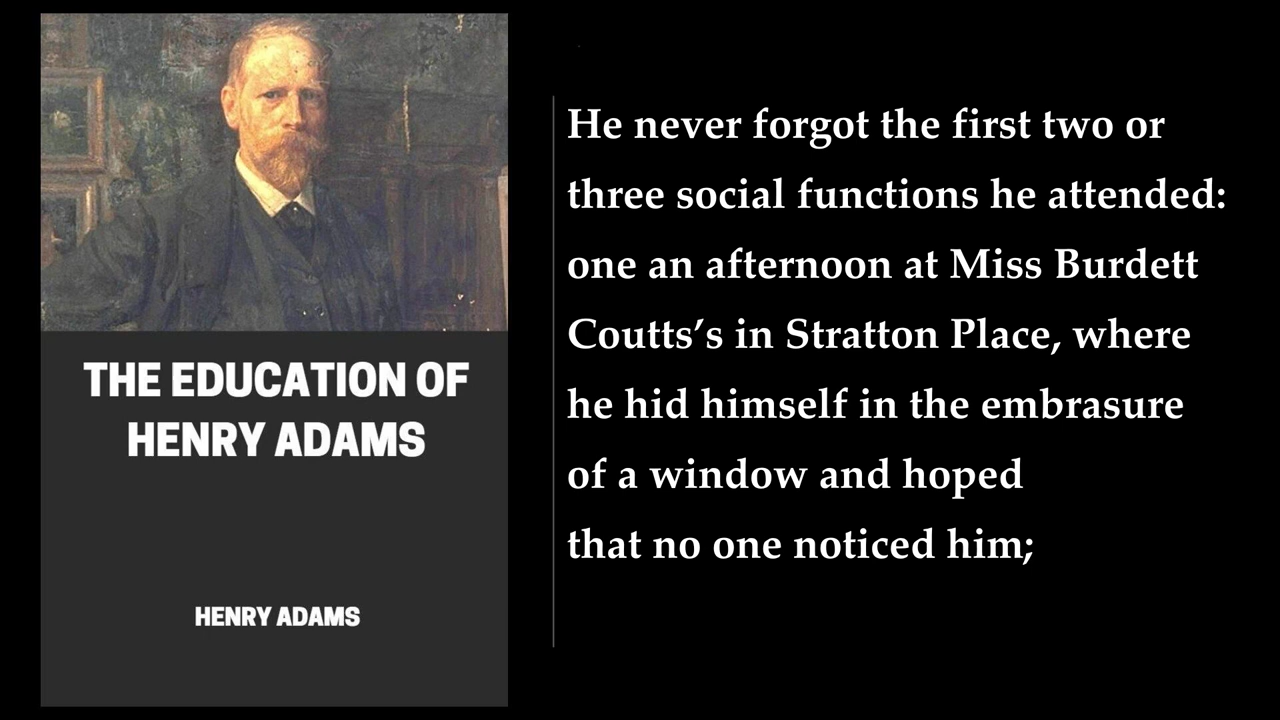 THE EDUCATION OF
HENRY ADAMS
HENRY ADAMS
He never forgot the first two or
three social functions he attended:
one an afternoon at Miss Burdett
Coutts’s in Stratton Place, where
he hid himself in the embrasure
of a window and hoped
that no one noticed him;